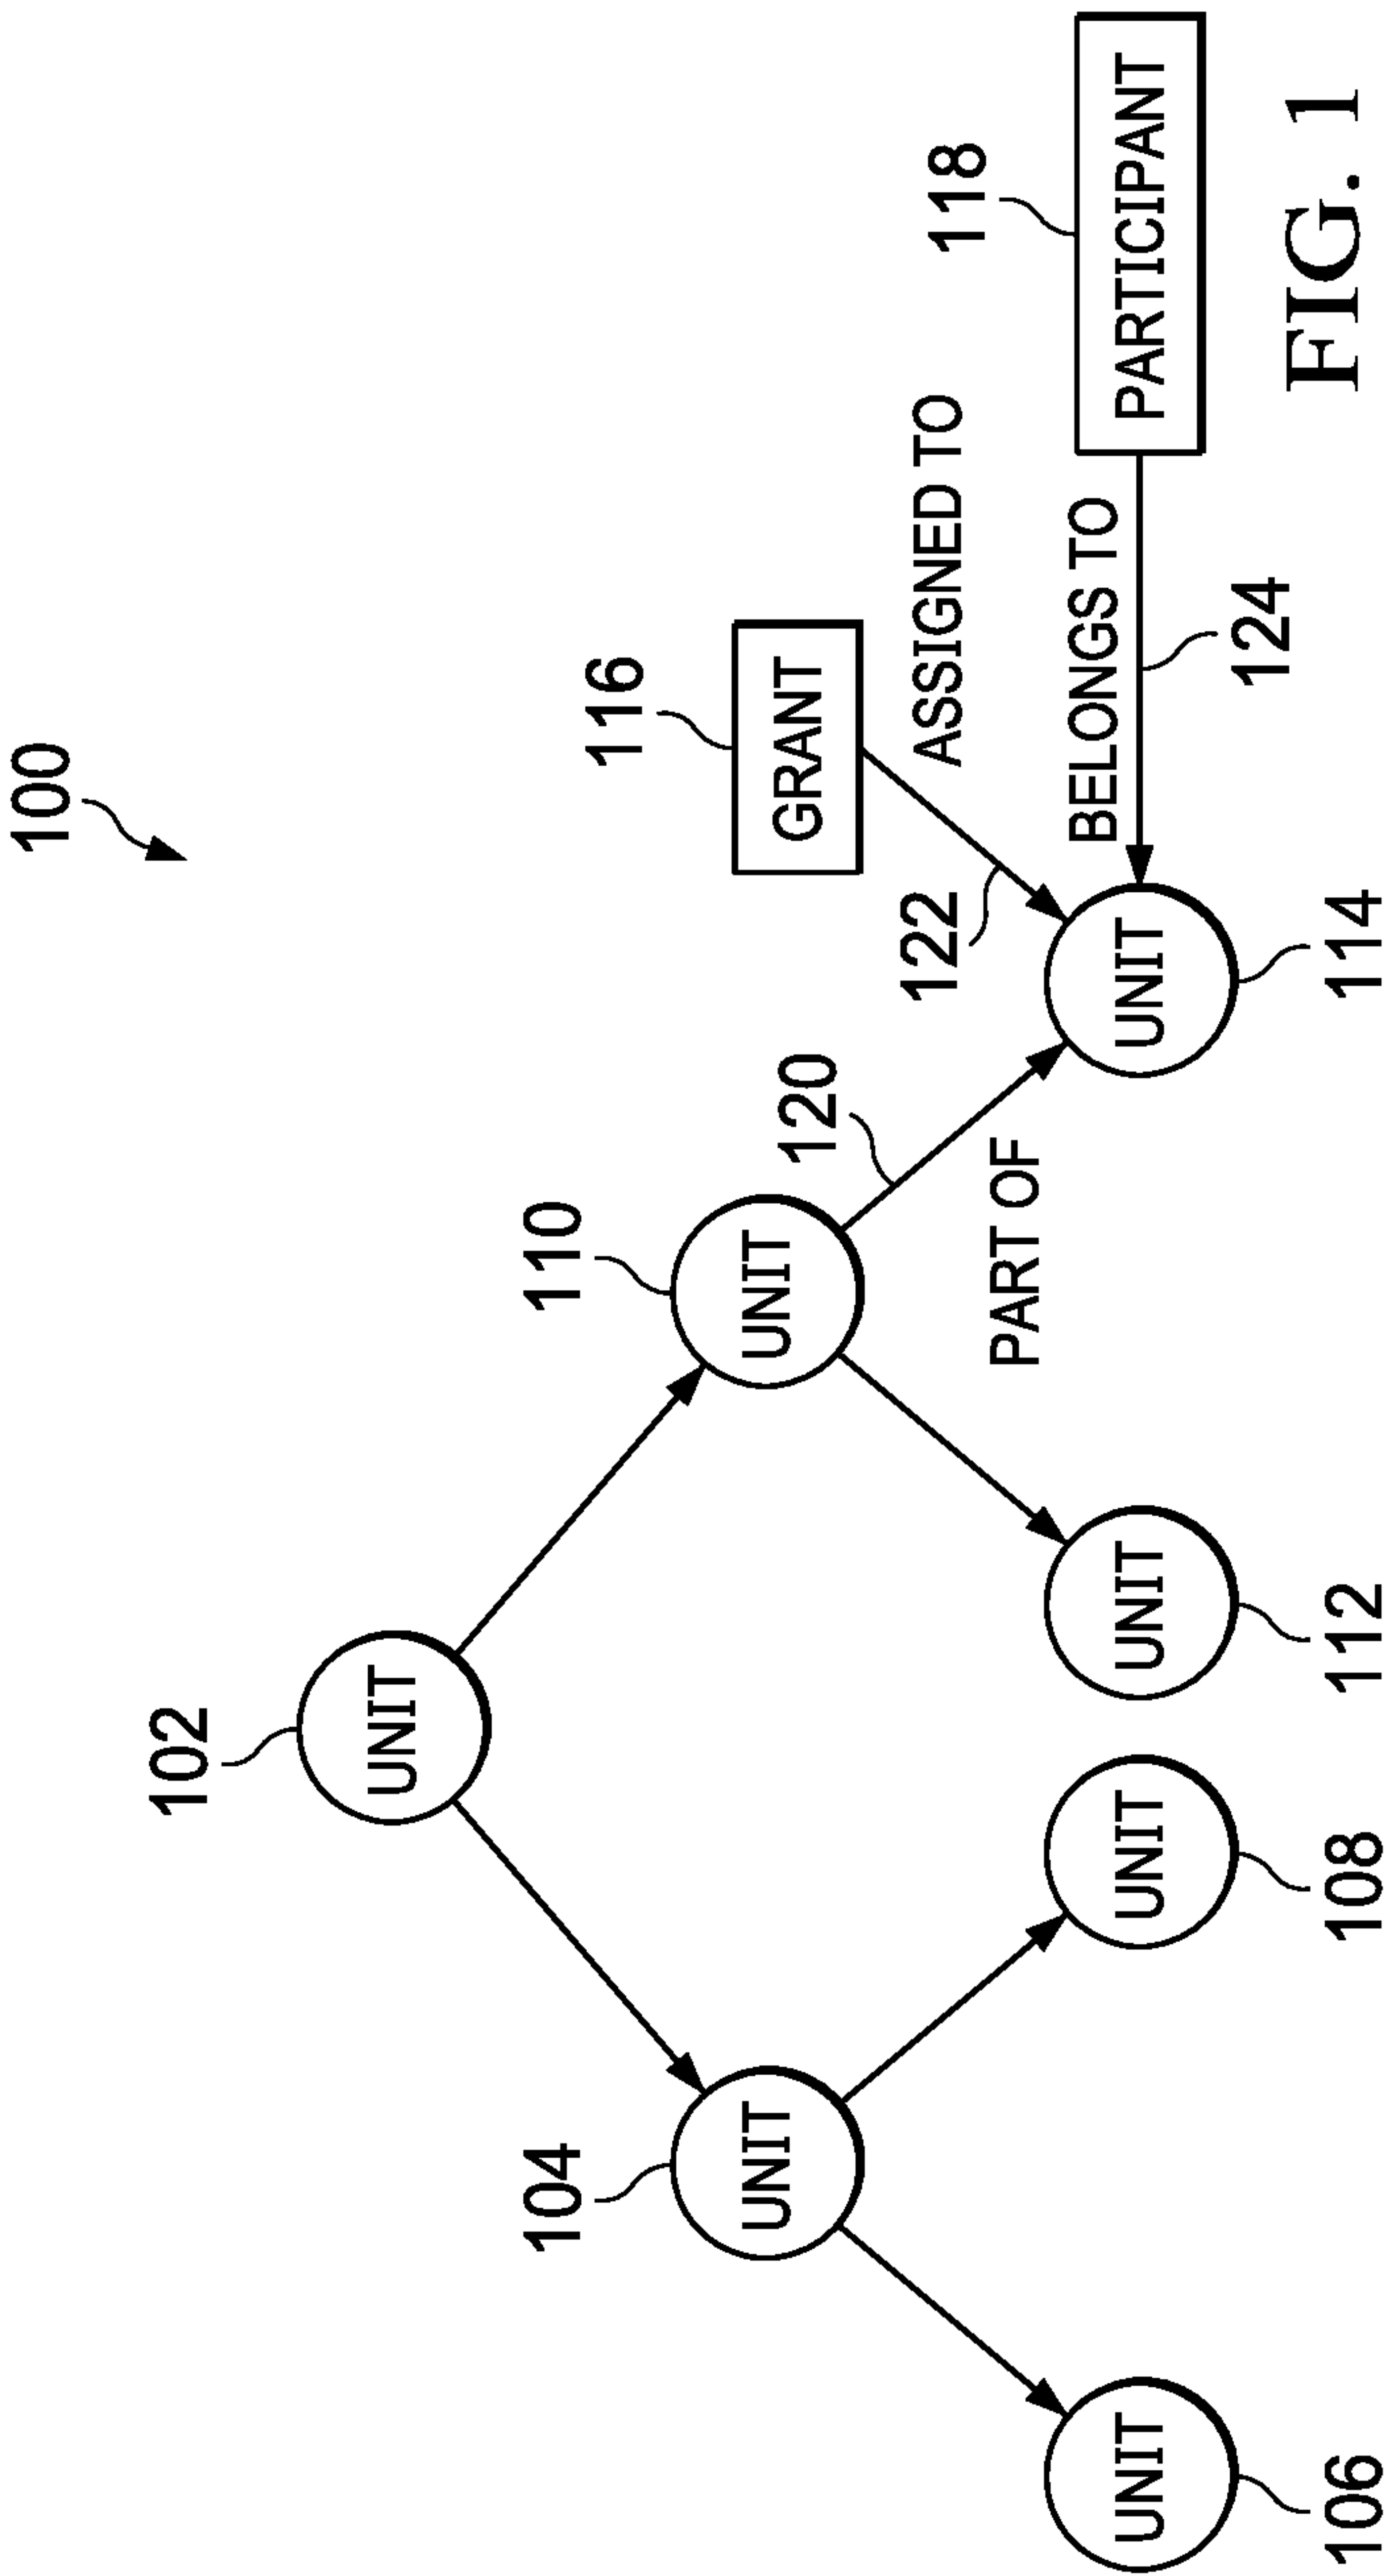 100
102
UNIT
104
UNIT
110
UNIT
116
GRANT
120
PART OF
122
ASSIGNED TO
118
PARTICIPANT
BELONGS TO
124
UNIT
106
UNIT
108
UNIT
112
UNIT
114
FIG. 1